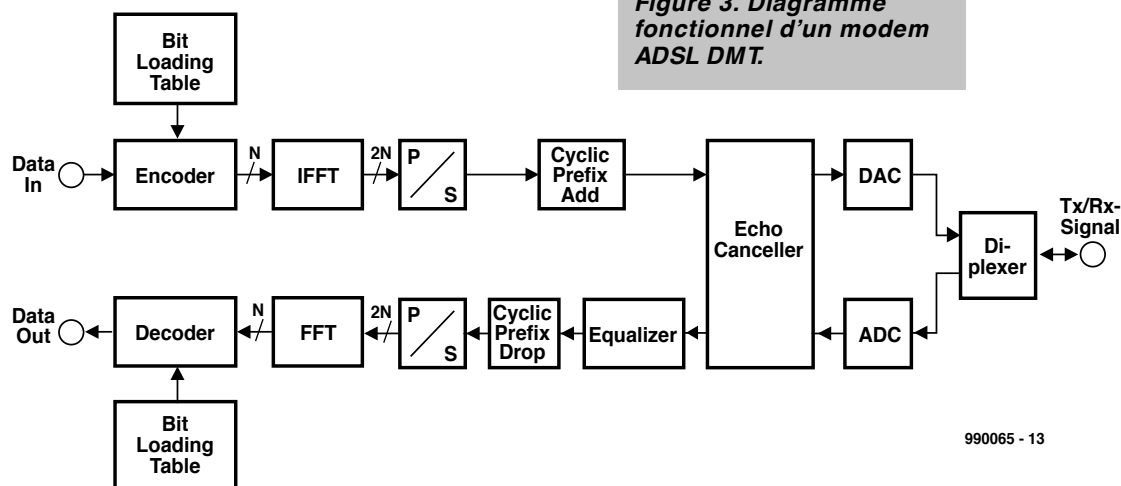 Figure 3. Diagramme
fonctionnel d'un modem
ADSL DMT.
Bit
Loading
Table
Data
In
Encoder
N
IFFT
2N
P
S
Cyclic
Prefix
Add
Echo
Canceller
DAC
Di-
plexer
Tx/Rx-
Signal
Data
Out
Decoder
N
FFT
2N
P
S
Cyclic
Prefix
Drop
Equalizer
ADC
Bit
Loading
Table
990065 - 13